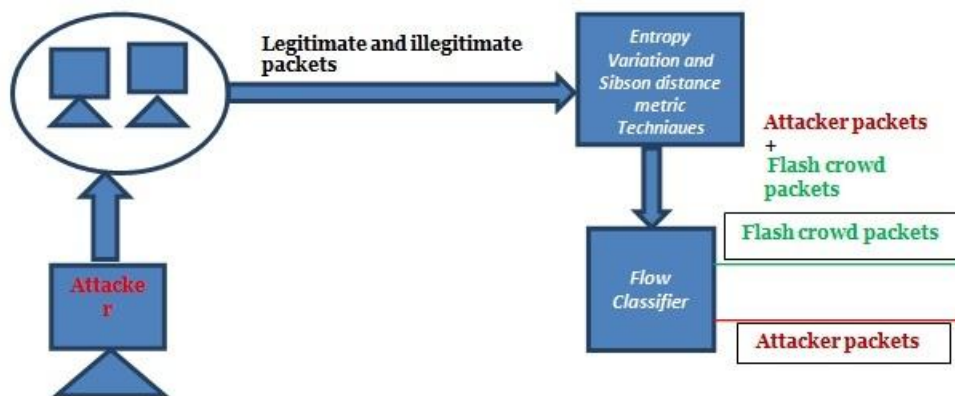 Legitimate and illegitimate
packets
Entropy
Variation and
Sibson distance
metric
Techniaues
Attacker packets
+
Flash crowd
packets
Flash crowd packets
Flow
Classifier
Attacke
r
Attacker packets